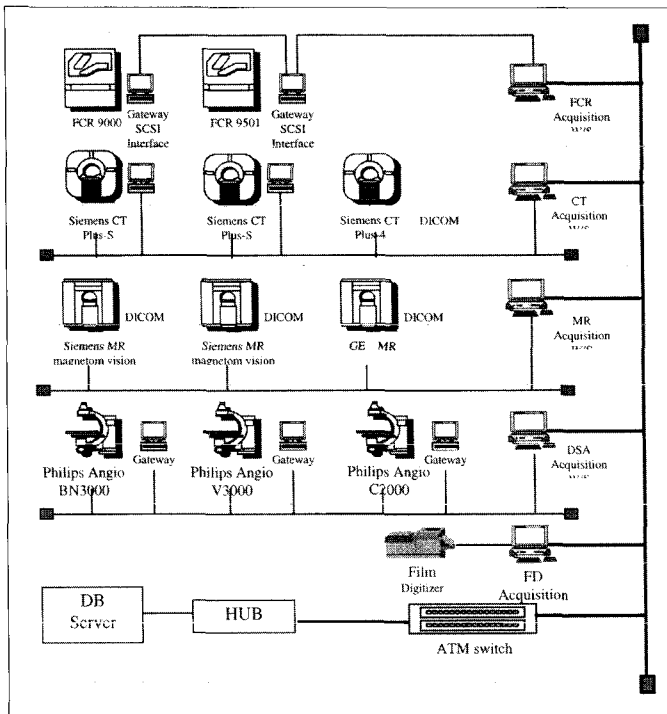 FCR 9000
Gateway
SCSI
Interface
FCR 9501
Gateway
SCSI
Interface
FCR
Acquisition
Siemens CT
Plus-S
Siemens CT
Plus-S
Siemens CT
Plus-4
DICOM
CT
Acquisition
DICOM
Siemens MR
magnetom vision
DICOM
Siemens MR
magnetom vision
DICOM
GE MR
MR
Acquisition
Gateway
Philips Angio
BN3000
Gateway
Philips Angio
V3000
Gateway
Philips Angio
C2000
DSA
Acquisition
Film
Digitizer
FD
Acquisition
DB
Server
HUB
ATM switch